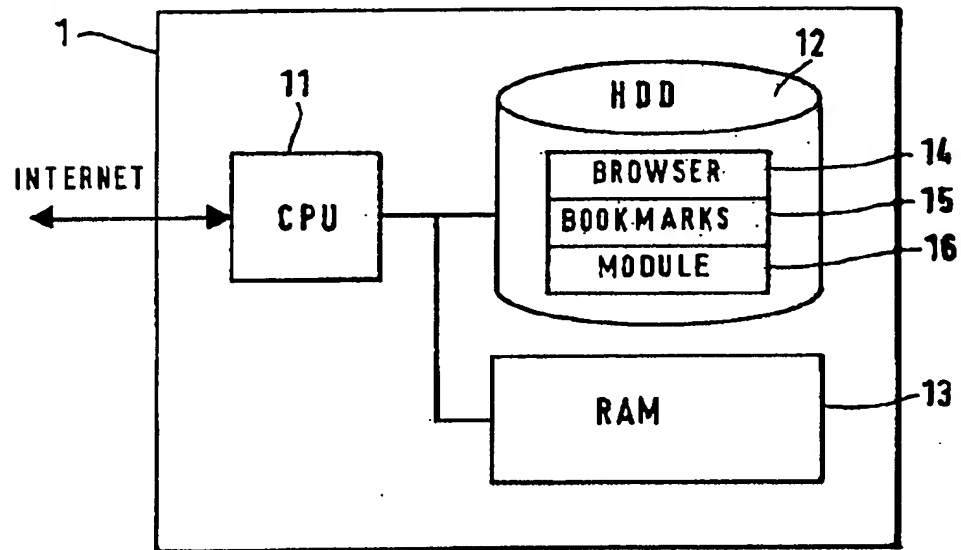 1
12
11
HDD
INTERNET
CPU
BROWSER
14
BOOKMARKS
15
MODULE
16
RAM
13